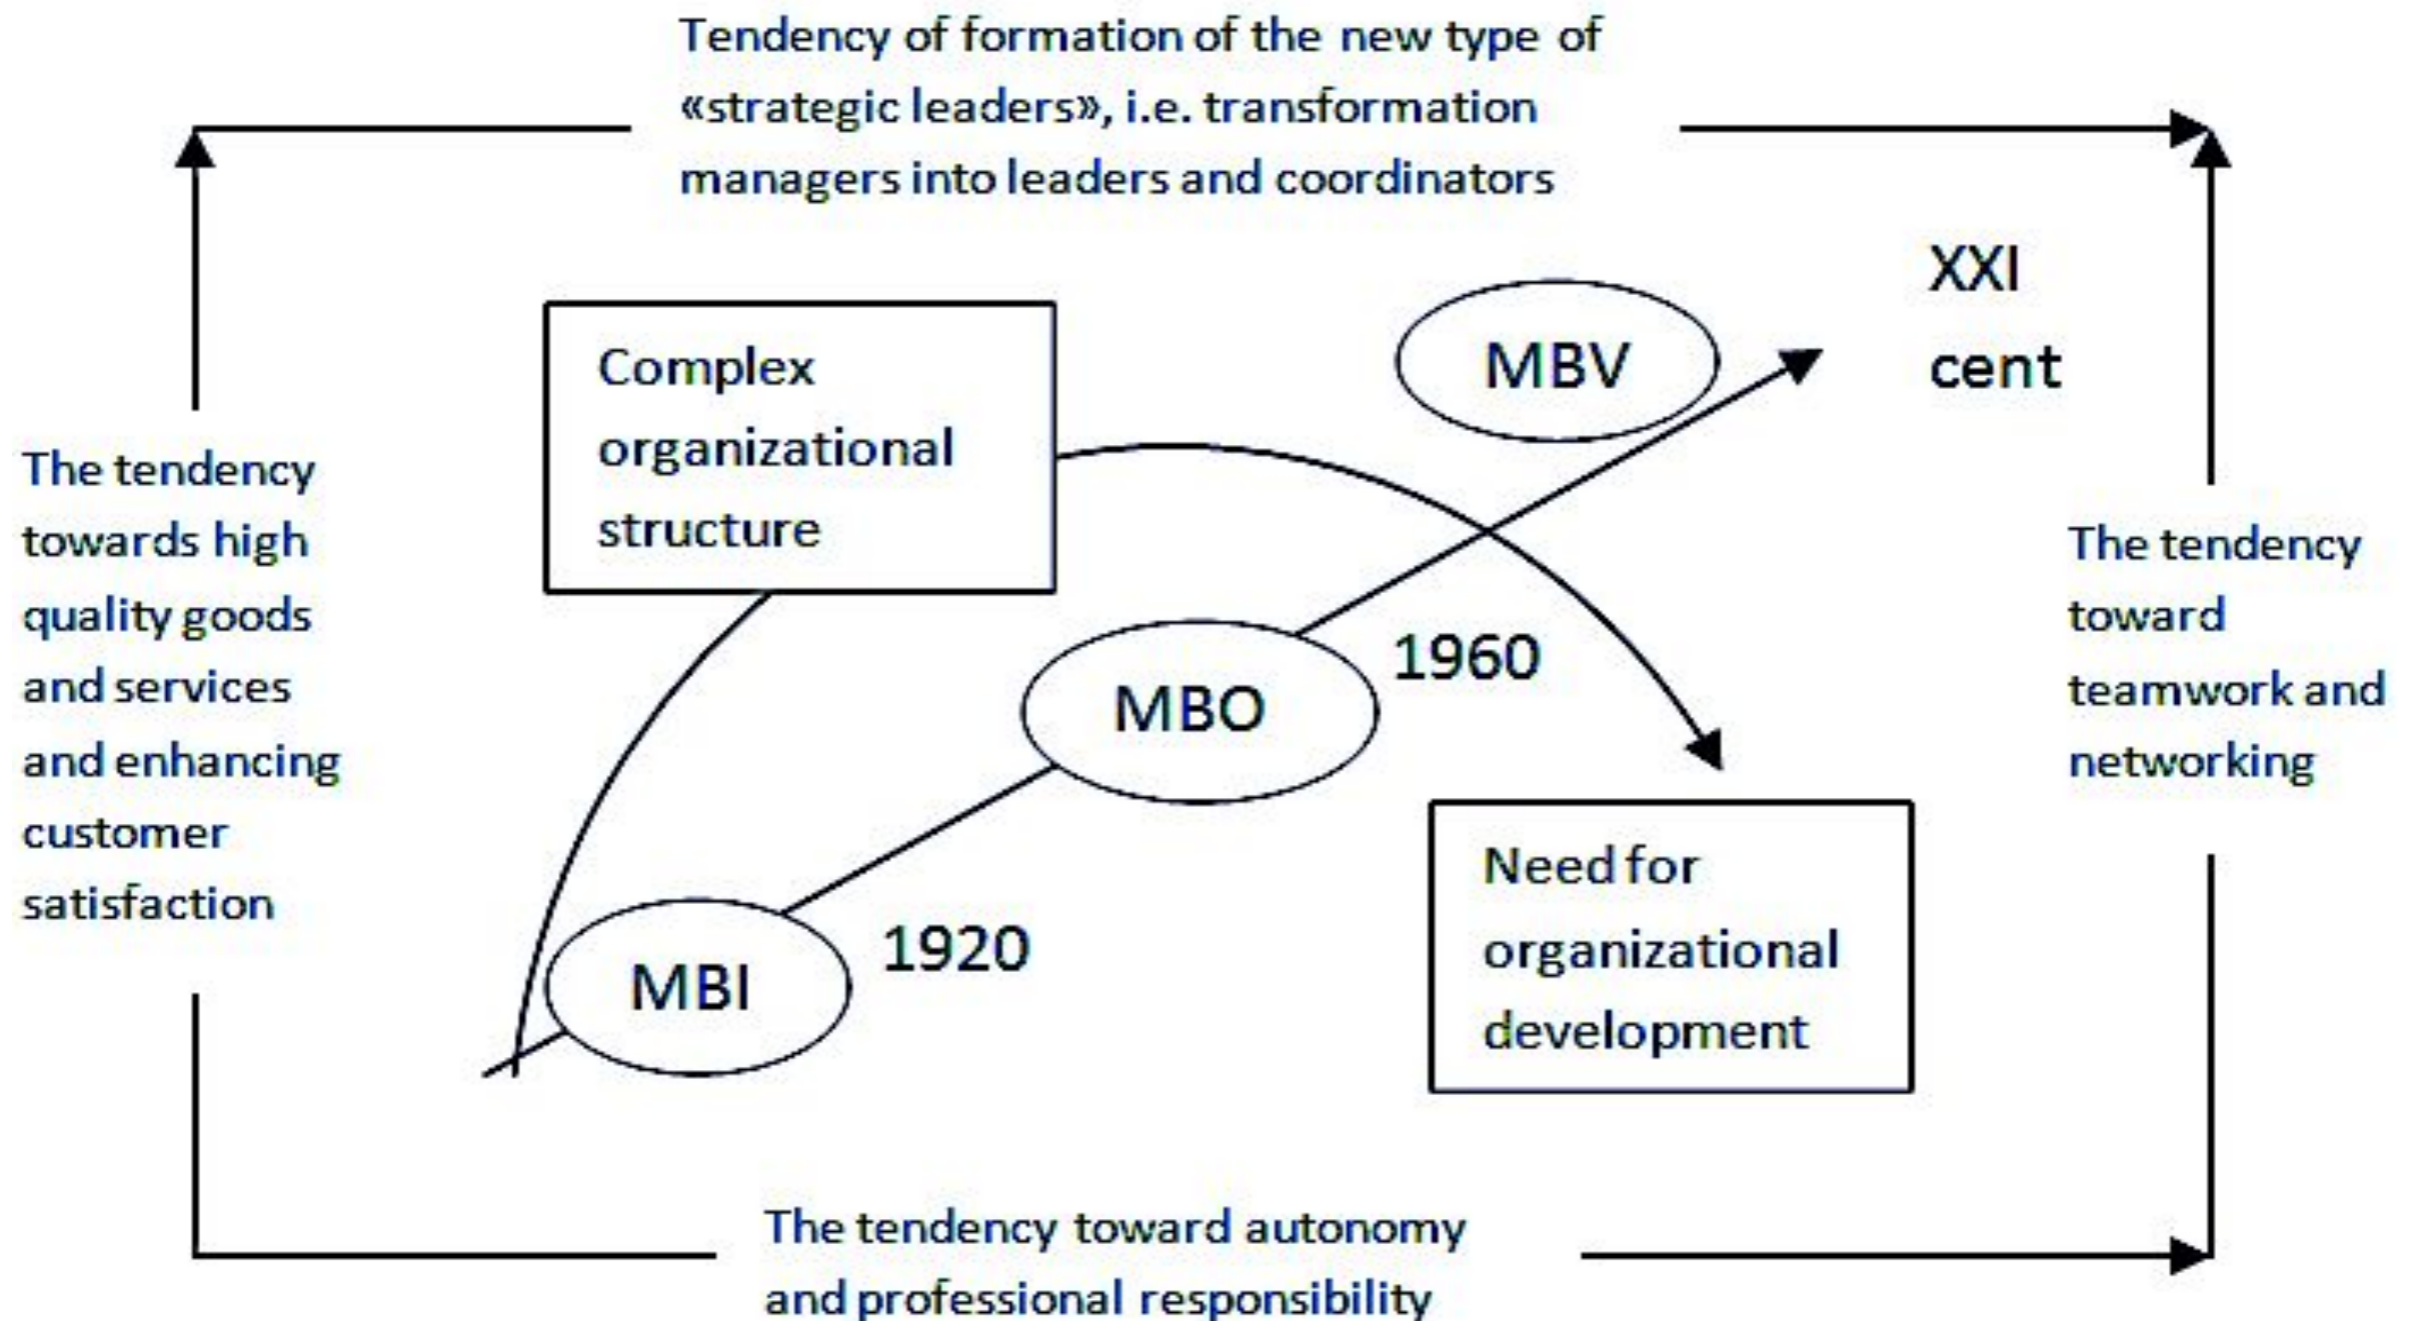 Tendency of formation of the new type of
«strategic leaders», i.e. transformation
managers into leaders and coordinators
XXI
cent
MBV
Complex
organizational
structure
The tendency
towards high
quality goods
and services
and enhancing
customer
satisfaction
The tendency
toward
teamwork and
networking
1960
MBO
Need for
organizational
development
1920
MBI
The tendency toward autonomy
and professional responsibility